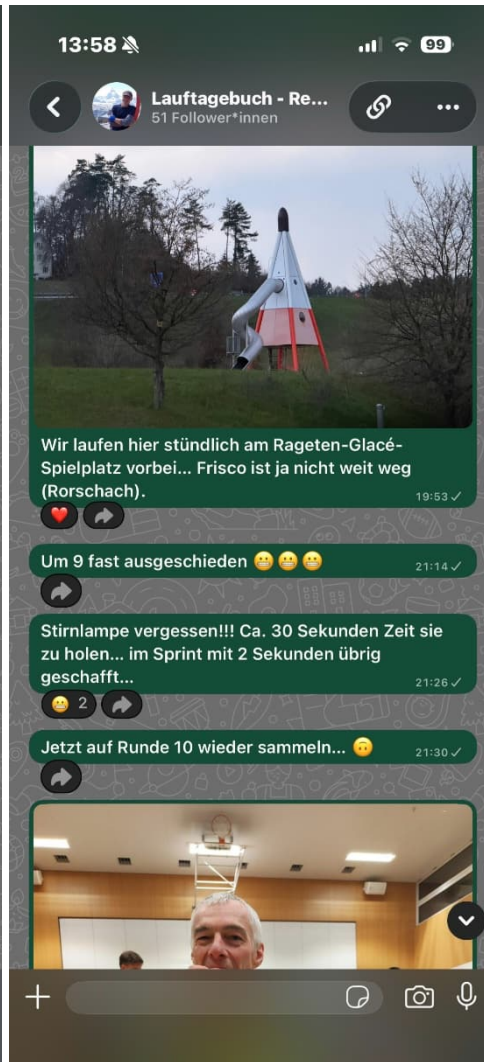 13:58
99
Lauftagebuch - Re...
51 Follower*innen
Wir laufen hier stündlich am Rageten-Glacé-
Spielplatz vorbei... Frisco ist ja nicht weit weg
(Rorschach).
19:53
Um 9 fast ausgeschieden 😬😬😬
21:14
Stirnlampe vergessen!!! Ca. 30 Sekunden Zeit sie
zu holen... im Sprint mit 2 Sekunden übrig
geschafft...
21:26
😬 2
Jetzt auf Runde 10 wieder sammeln... 🙃
21:30